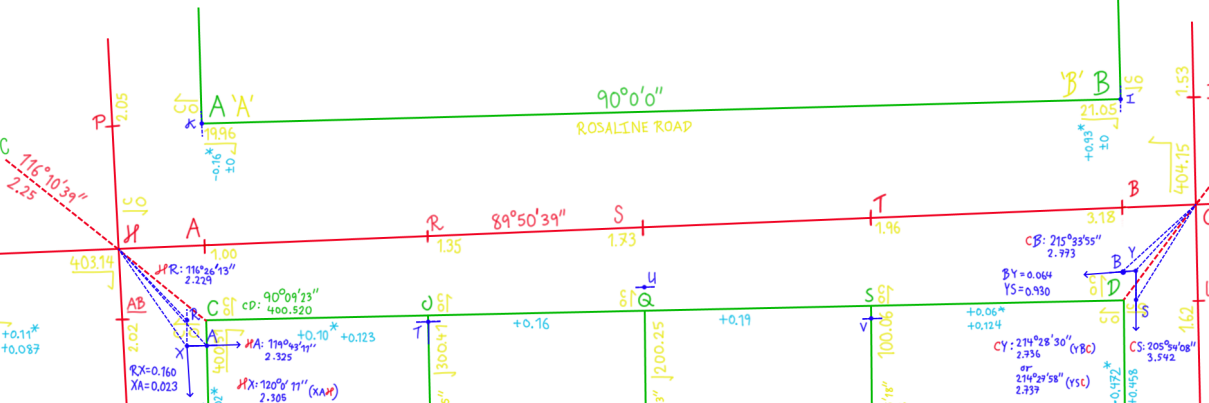 P
2.05
A 'A'
K
19.96
-0.16*
±0
90°0'0"
ROSALINE ROAD
'B' B
I
21.05
+0.93*
±0
1.53
404.15
C
116°10'39"
2.25
H
A
1.00
R
1.35
89°50'39"
S
1.73
T
1.96
B
3.18
403.14
AB
2.02
HR: 116°26'13"
2.229
C
CD: 90°09'23"
400.520
R
A
X
HA: 119°43'17"
2.325
RX=0.160
XA=0.023
HX: 120°0'11" (XAH)
2.305
+0.11*
+0.087
+0.10*
+0.123
J
T
300.41
+0.16
U
Q
200.25
+0.19
S
V
100.06
+0.06*
+0.124
CB: 215°33'55"
2.773
BY=0.064
YS=0.930
B
Y
D
S
CY: 214°28'30" (YBC)
2.736
or
214°27'58" (YSC)
2.737
CS: 205°54'08"
3.542
1.62
0.472*
+0.458